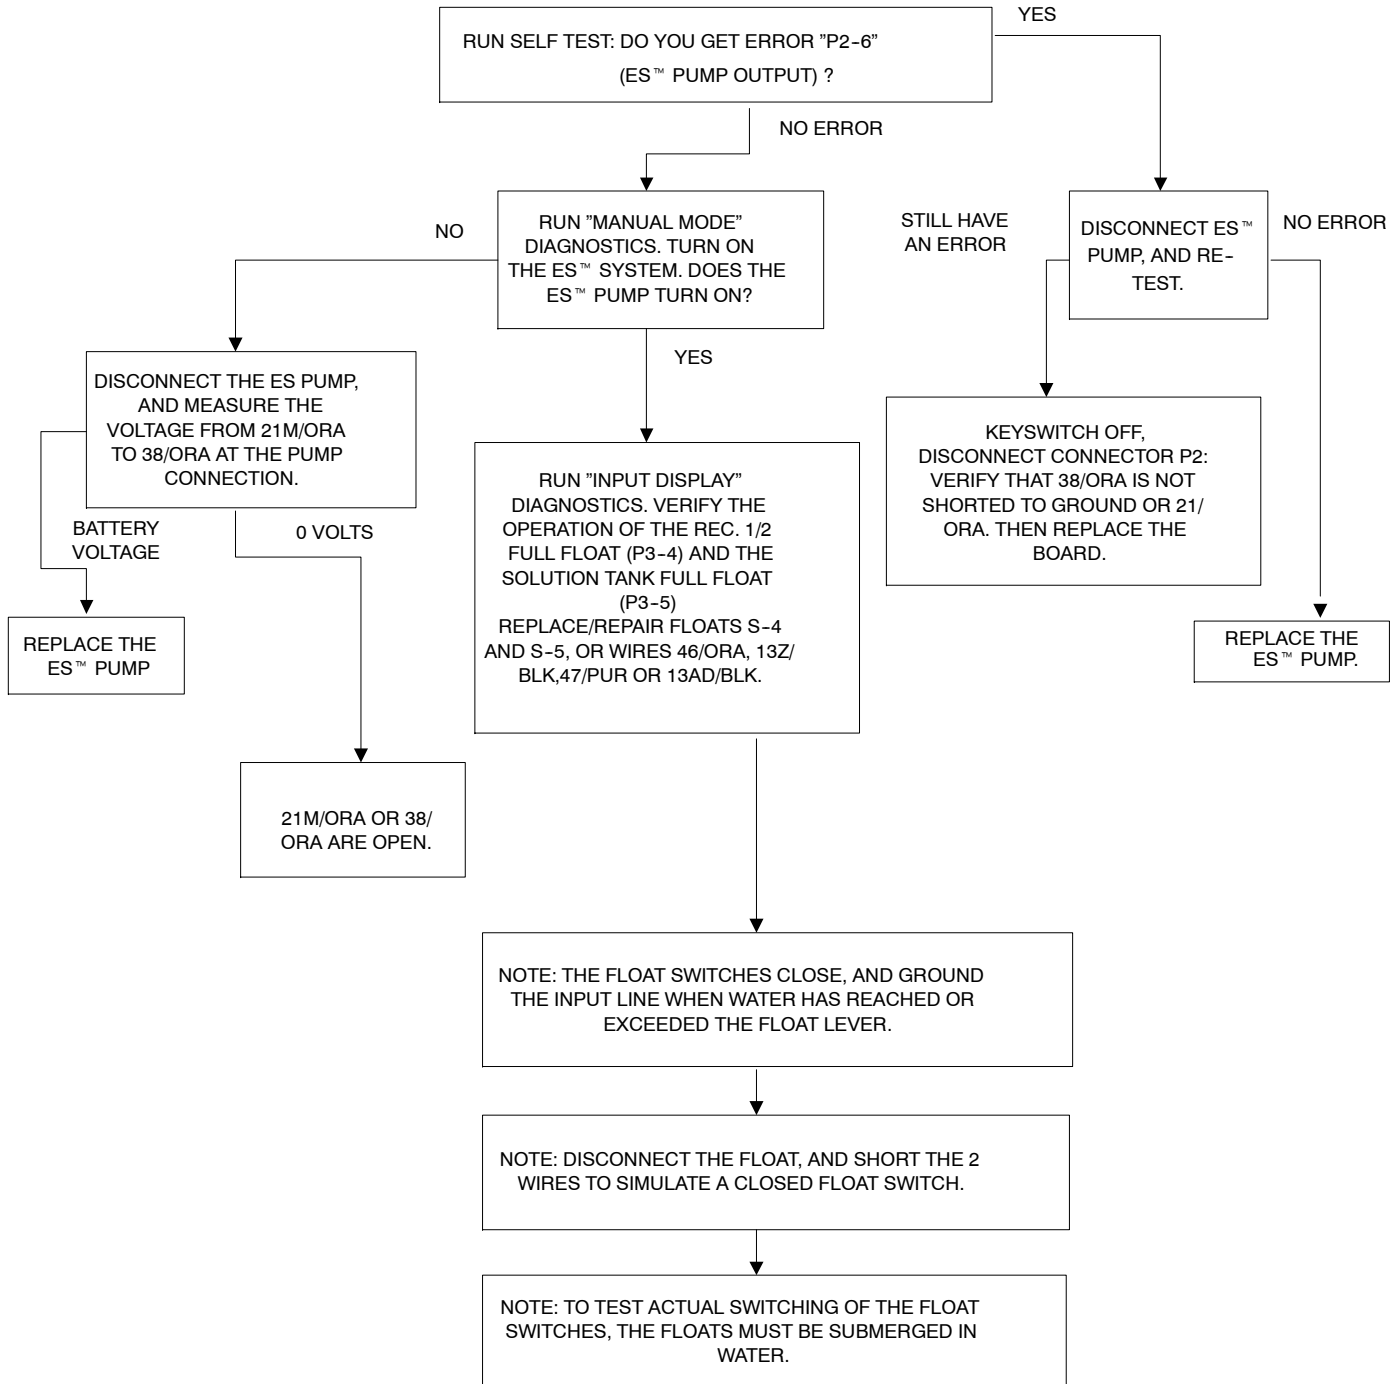 YES
RUN SELF TEST: DO YOU GET ERROR ”P2-6”
(ES™ PUMP OUTPUT) ?
NO ERROR
RUN ”MANUAL MODE”
DIAGNOSTICS. TURN ON
THE ES™ SYSTEM. DOES THE
ES™ PUMP TURN ON?
NO
STILL HAVE
AN ERROR
DISCONNECT ES™
PUMP, AND RE-
TEST.
NO ERROR
YES
DISCONNECT THE ES PUMP,
AND MEASURE THE
VOLTAGE FROM 21M/ORA
TO 38/ORA AT THE PUMP
CONNECTION.
KEYSWITCH OFF,
DISCONNECT CONNECTOR P2:
VERIFY THAT 38/ORA IS NOT
SHORTED TO GROUND OR 21/
ORA. THEN REPLACE THE
BOARD.
RUN ”INPUT DISPLAY”
DIAGNOSTICS. VERIFY THE
OPERATION OF THE REC. 1/2
FULL FLOAT (P3-4) AND THE
SOLUTION TANK FULL FLOAT
(P3-5)
REPLACE/REPAIR FLOATS S-4
AND S-5, OR WIRES 46/ORA, 13Z/
BLK,47/PUR OR 13AD/BLK.
BATTERY
VOLTAGE
0 VOLTS
REPLACE THE
ES™ PUMP
REPLACE THE
ES™ PUMP.
21M/ORA OR 38/
ORA ARE OPEN.
NOTE: THE FLOAT SWITCHES CLOSE, AND GROUND
THE INPUT LINE WHEN WATER HAS REACHED OR
EXCEEDED THE FLOAT LEVER.
NOTE: DISCONNECT THE FLOAT, AND SHORT THE 2
WIRES TO SIMULATE A CLOSED FLOAT SWITCH.
NOTE: TO TEST ACTUAL SWITCHING OF THE FLOAT
SWITCHES, THE FLOATS MUST BE SUBMERGED IN
WATER.